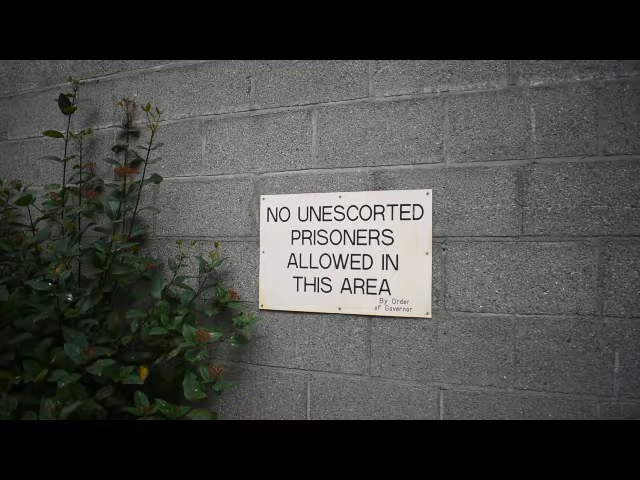 NO UNESCORTED
PRISONERS
ALLOWED IN
THIS AREA
By Order
of Governor